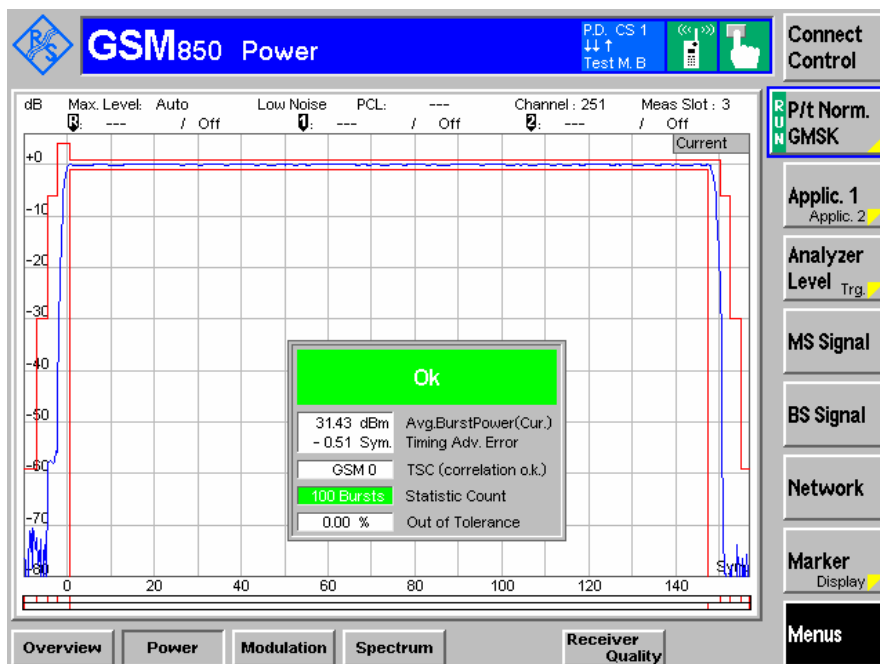 R S
GSM850 Power
P.D. CS 1
Test M. B
Connect Control
dB Max. Level: Auto Low Noise PCL: --- Channel : 251 Meas Slot : 3
R: --- / Off 1: --- / Off 2: --- / Off
Current
RUN
P/t Norm. GMSK
Applic. 1
Applic. 2
Analyzer Level Trg.
MS Signal
BS Signal
Network
Marker
Display
Menus
+0
-10
-20
-30
-40
-50
-60
-70
-80
Ok
31.43 dBm Avg.BurstPower(Cur.)
- 0.51 Sym. Timing Adv. Error
GSM 0 TSC (correlation o.k.)
100 Bursts Statistic Count
0.00 % Out of Tolerance
0 20 40 60 80 100 120 140 Sym
Overview Power Modulation Spectrum Receiver Quality